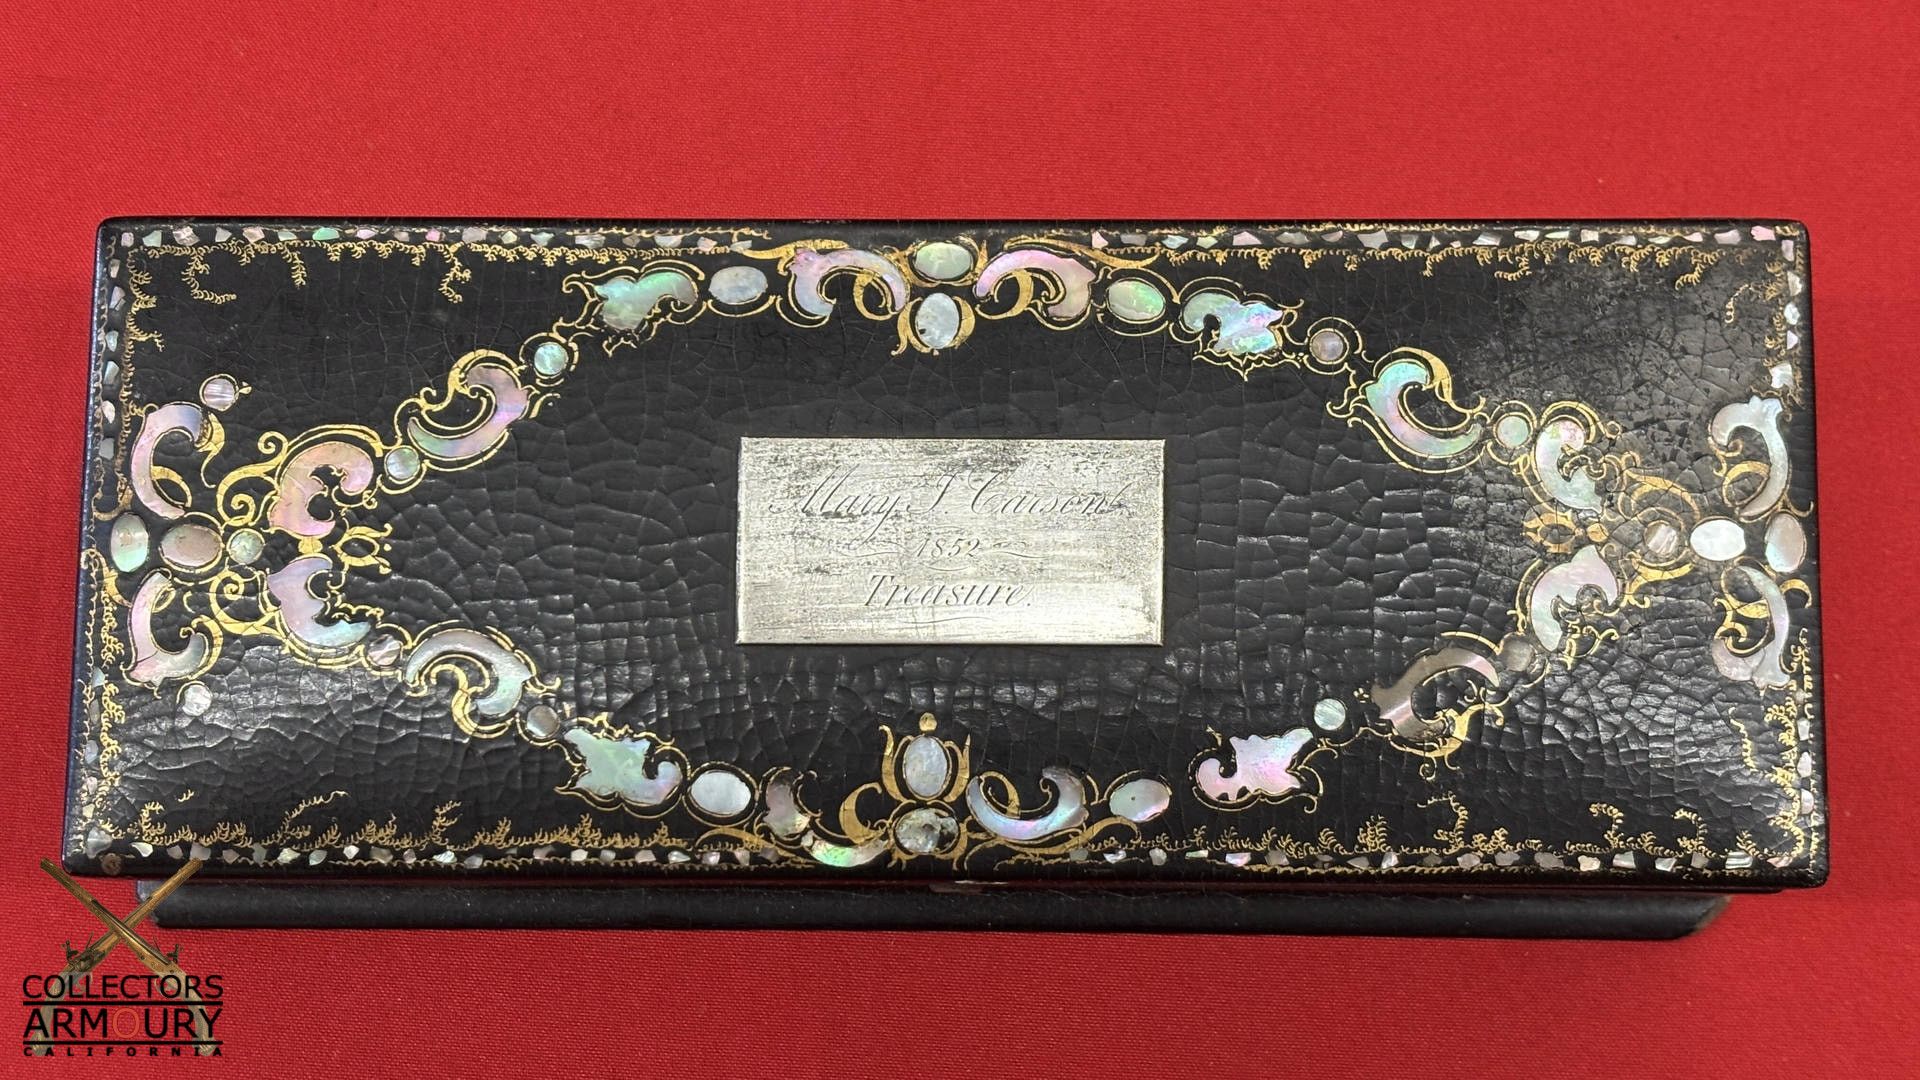 Mary J. Carson's
1852
Treasure.
COLLECTORS
ARMOURY
CALIFORNIA